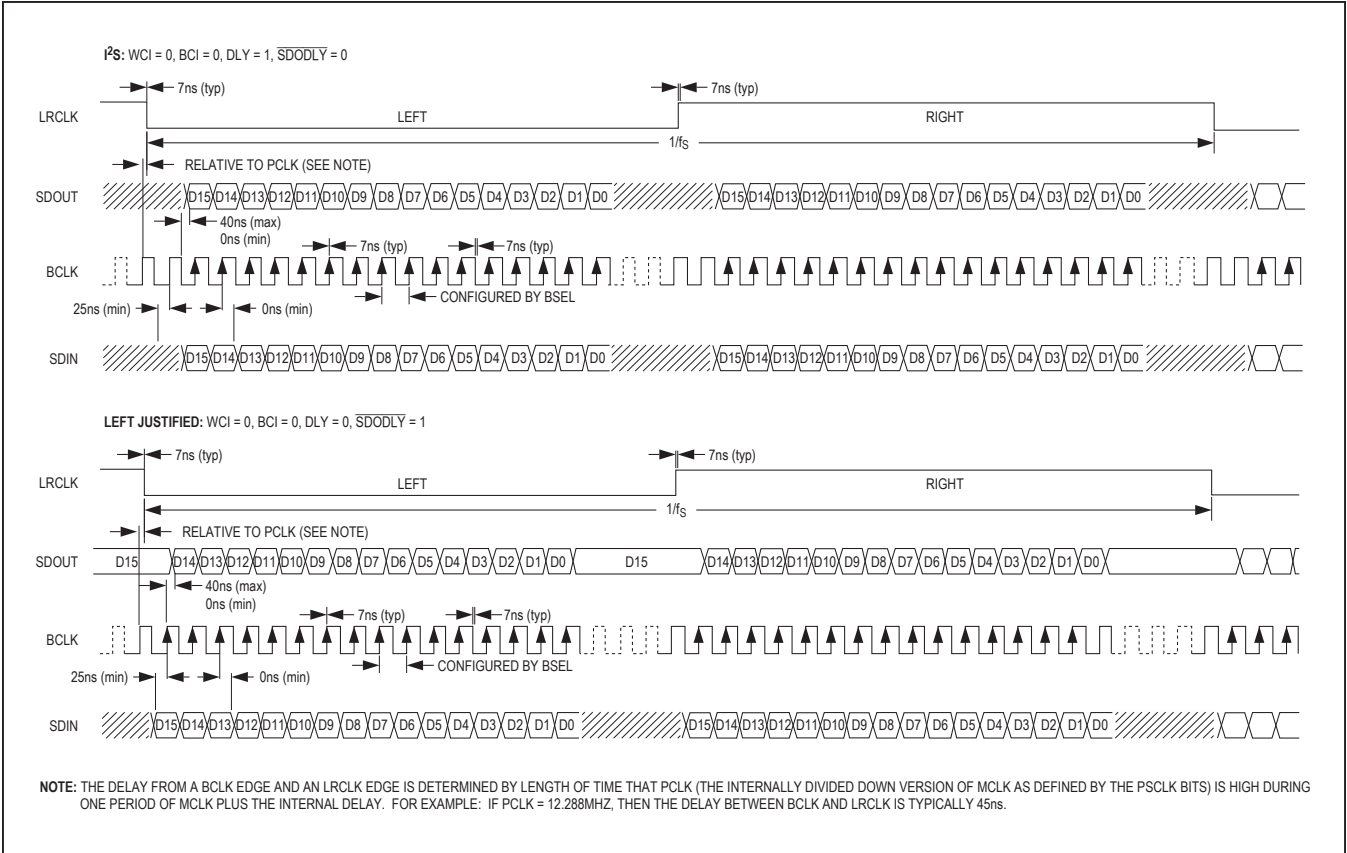 I²S: WCI = 0, BCI = 0, DLY = 1, S̅D̅O̅D̅L̅Y̅ = 0
7ns (typ) 7ns (typ)
LRCLK LEFT RIGHT
1/fS
RELATIVE TO PCLK (SEE NOTE)
SDOUT D15 D14 D13 D12 D11 D10 D9 D8 D7 D6 D5 D4 D3 D2 D1 D0 D15 D14 D13 D12 D11 D10 D9 D8 D7 D6 D5 D4 D3 D2 D1 D0
40ns (max)
0ns (min)
7ns (typ) 7ns (typ)
BCLK
CONFIGURED BY BSEL
25ns (min) 0ns (min)
SDIN D15 D14 D13 D12 D11 D10 D9 D8 D7 D6 D5 D4 D3 D2 D1 D0 D15 D14 D13 D12 D11 D10 D9 D8 D7 D6 D5 D4 D3 D2 D1 D0
LEFT JUSTIFIED: WCI = 0, BCI = 0, DLY = 0, S̅D̅O̅D̅L̅Y̅ = 1
7ns (typ) 7ns (typ)
LRCLK LEFT RIGHT
1/fS
RELATIVE TO PCLK (SEE NOTE)
SDOUT D15 D14 D13 D12 D11 D10 D9 D8 D7 D6 D5 D4 D3 D2 D1 D0 D15 D14 D13 D12 D11 D10 D9 D8 D7 D6 D5 D4 D3 D2 D1 D0
40ns (max)
0ns (min)
7ns (typ) 7ns (typ)
BCLK
CONFIGURED BY BSEL
25ns (min) 0ns (min)
SDIN D15 D14 D13 D12 D11 D10 D9 D8 D7 D6 D5 D4 D3 D2 D1 D0 D15 D14 D13 D12 D11 D10 D9 D8 D7 D6 D5 D4 D3 D2 D1 D0
NOTE: THE DELAY FROM A BCLK EDGE AND AN LRCLK EDGE IS DETERMINED BY LENGTH OF TIME THAT PCLK (THE INTERNALLY DIVIDED DOWN VERSION OF MCLK AS DEFINED BY THE PSCLK BITS) IS HIGH DURING
ONE PERIOD OF MCLK PLUS THE INTERNAL DELAY. FOR EXAMPLE: IF PCLK = 12.288MHZ, THEN THE DELAY BETWEEN BCLK AND LRCLK IS TYPICALLY 45ns.